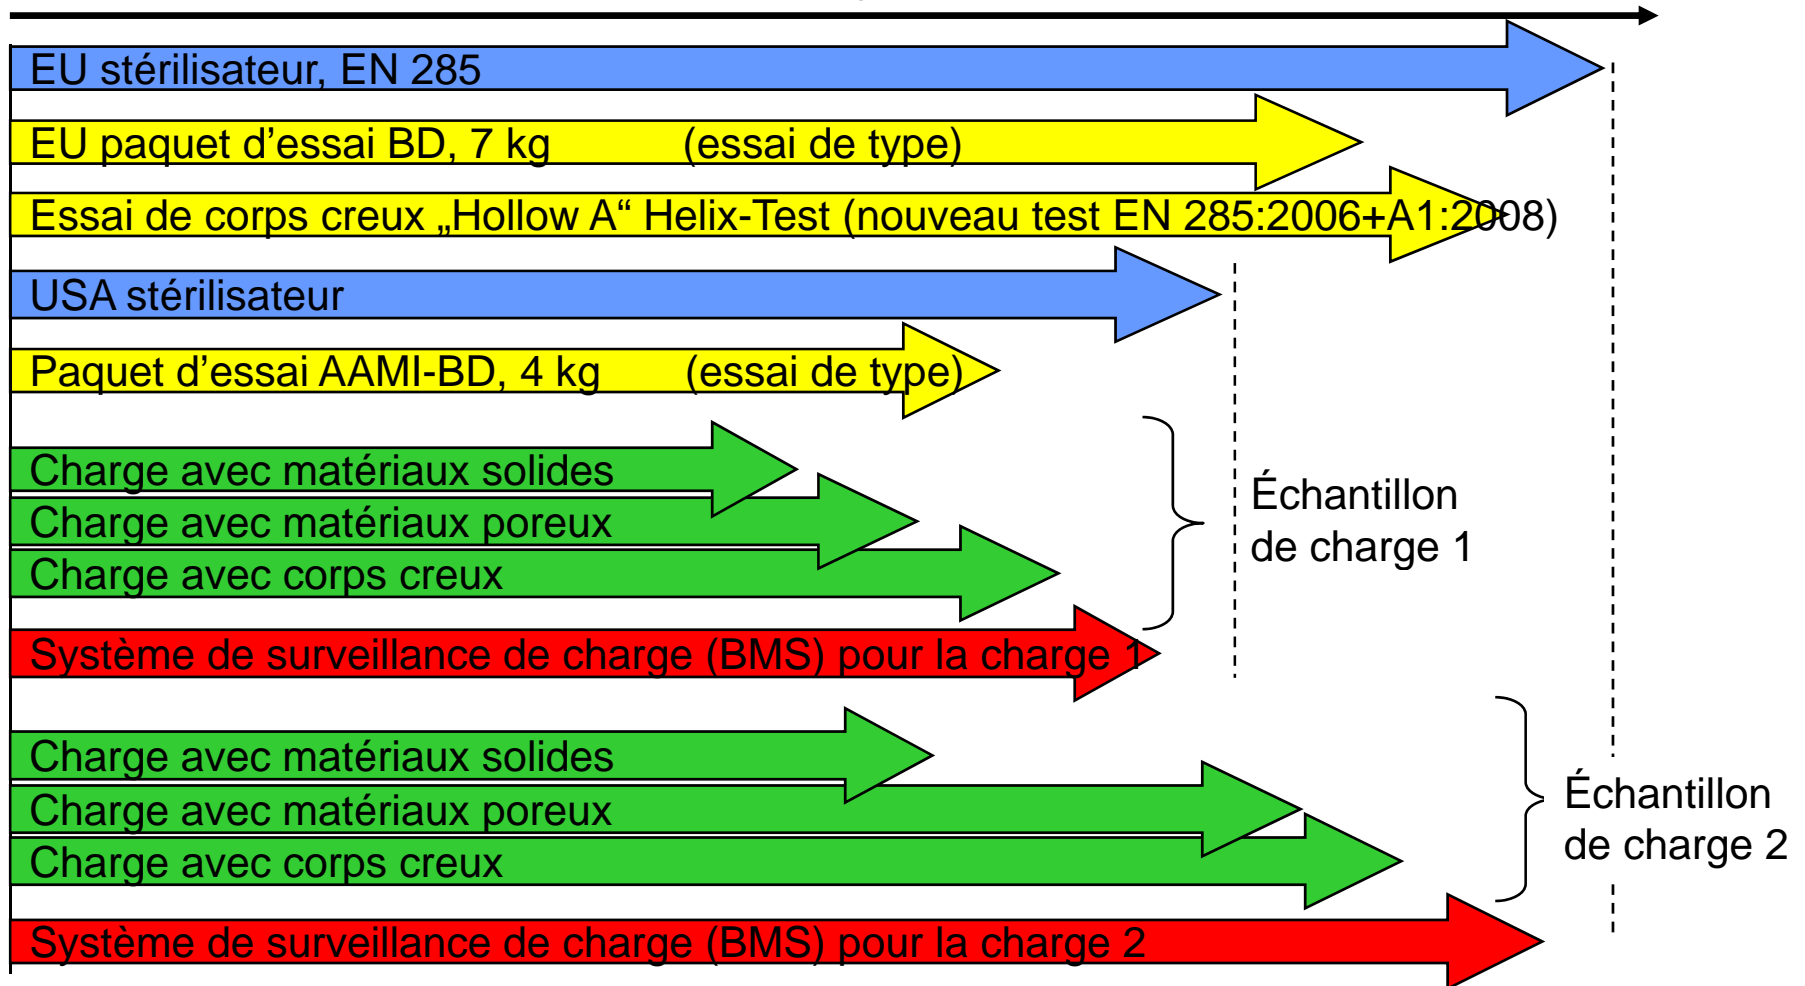 EU stérilisateur, EN 285
EU paquet d’essai BD, 7 kg (essai de type)
Essai de corps creux „Hollow A“ Helix-Test (nouveau test EN 285:2006+A1:2008)
USA stérilisateur
Paquet d’essai AAMI-BD, 4 kg (essai de type)
Charge avec matériaux solides
Charge avec matériaux poreux
Charge avec corps creux
Échantillon
de charge 1
Système de surveillance de charge (BMS) pour la charge 1
Charge avec matériaux solides
Charge avec matériaux poreux
Charge avec corps creux
Échantillon
de charge 2
Système de surveillance de charge (BMS) pour la charge 2